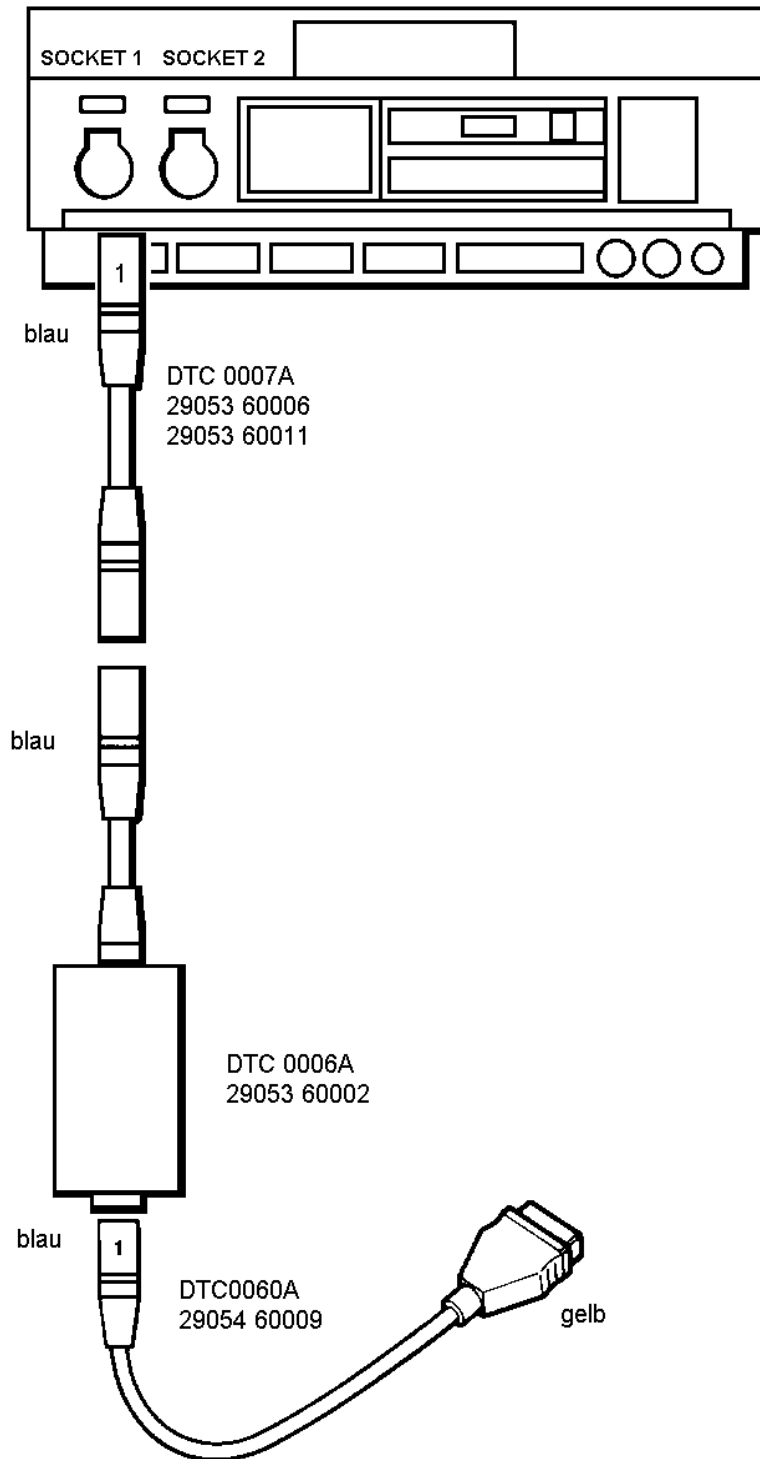 SOCKET 1 SOCKET 2
1
blau
DTC 0007A
29053 60006
29053 60011
blau
DTC 0006A
29053 60002
blau
1
DTC0060A
29054 60009
gelb